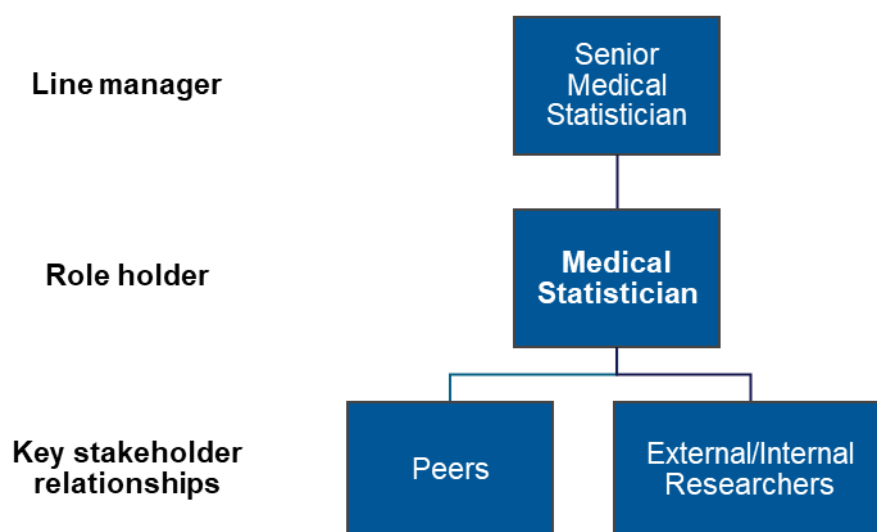 Line manager
Senior
Medical
Statistician
Role holder
Medical
Statistician
Key stakeholder
relationships
Peers
External/Internal
Researchers